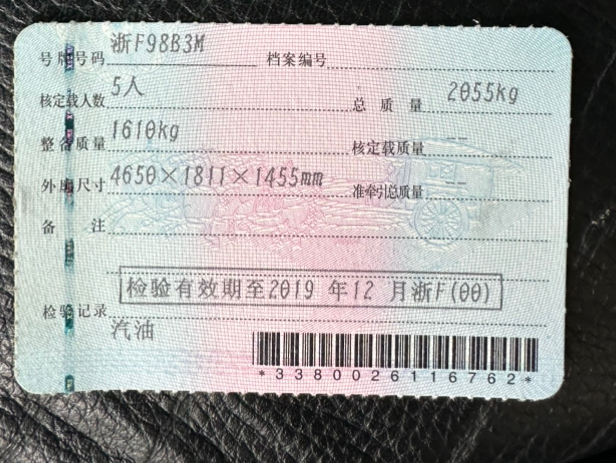 号牌号码 浙F98B3M 档案编号
核定载人数 5人 总质量 2055kg
整备质量 1610kg 核定载质量 --
外廓尺寸 4650×1811×1455mm 准牵引总质量 --
备注
检验有效期至2019年12月浙F(00)
检验记录
汽油
*3380026116762*